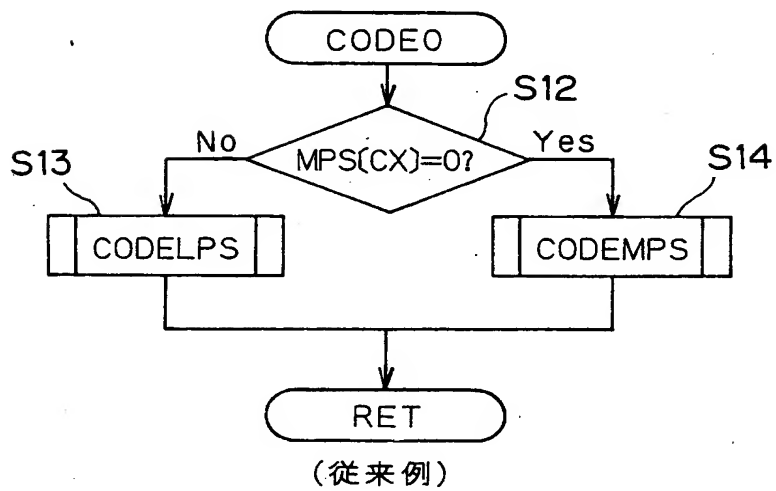 CODE0
S12
No
Yes
MPS(CX)=0?
S13
S14
CODELPS
CODEMPS
RET
(従来例)